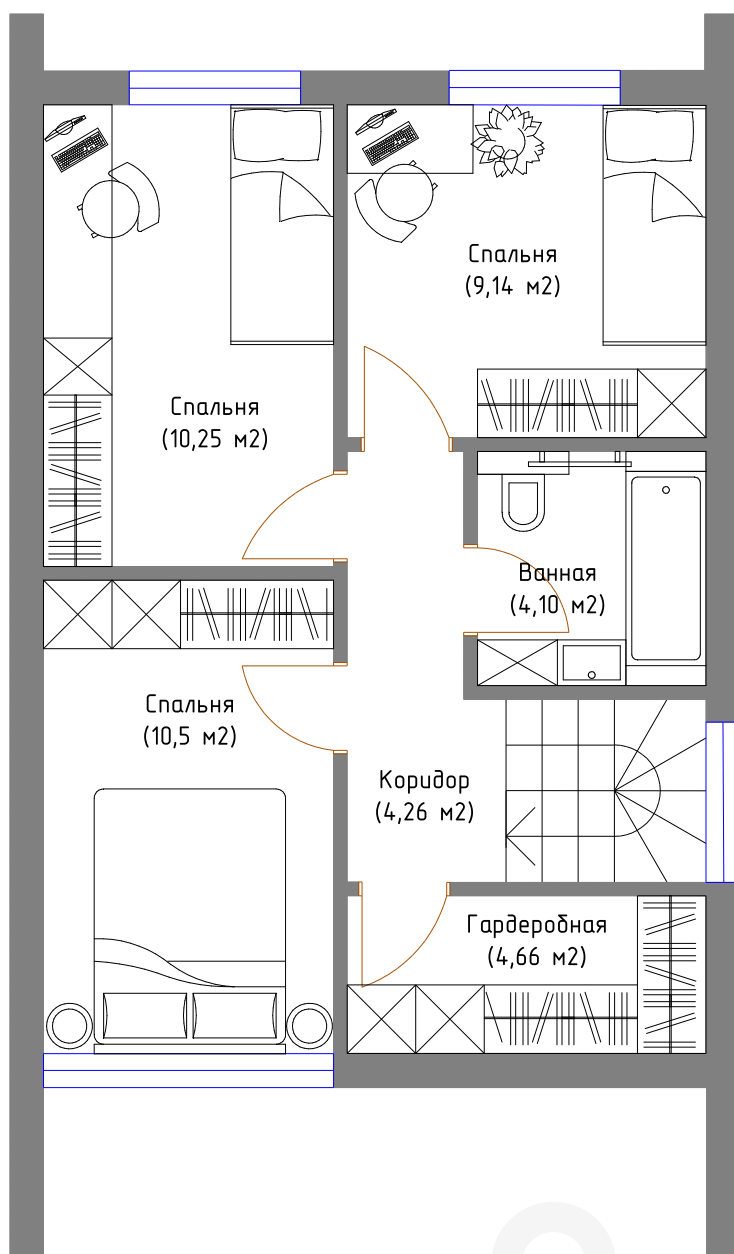 Спальня
(9,14 м2)
Спальня
(10,25 м2)
Ванная
(4,10 м2)
Спальня
(10,5 м2)
Коридор
(4,26 м2)
Гардеробная
(4,66 м2)